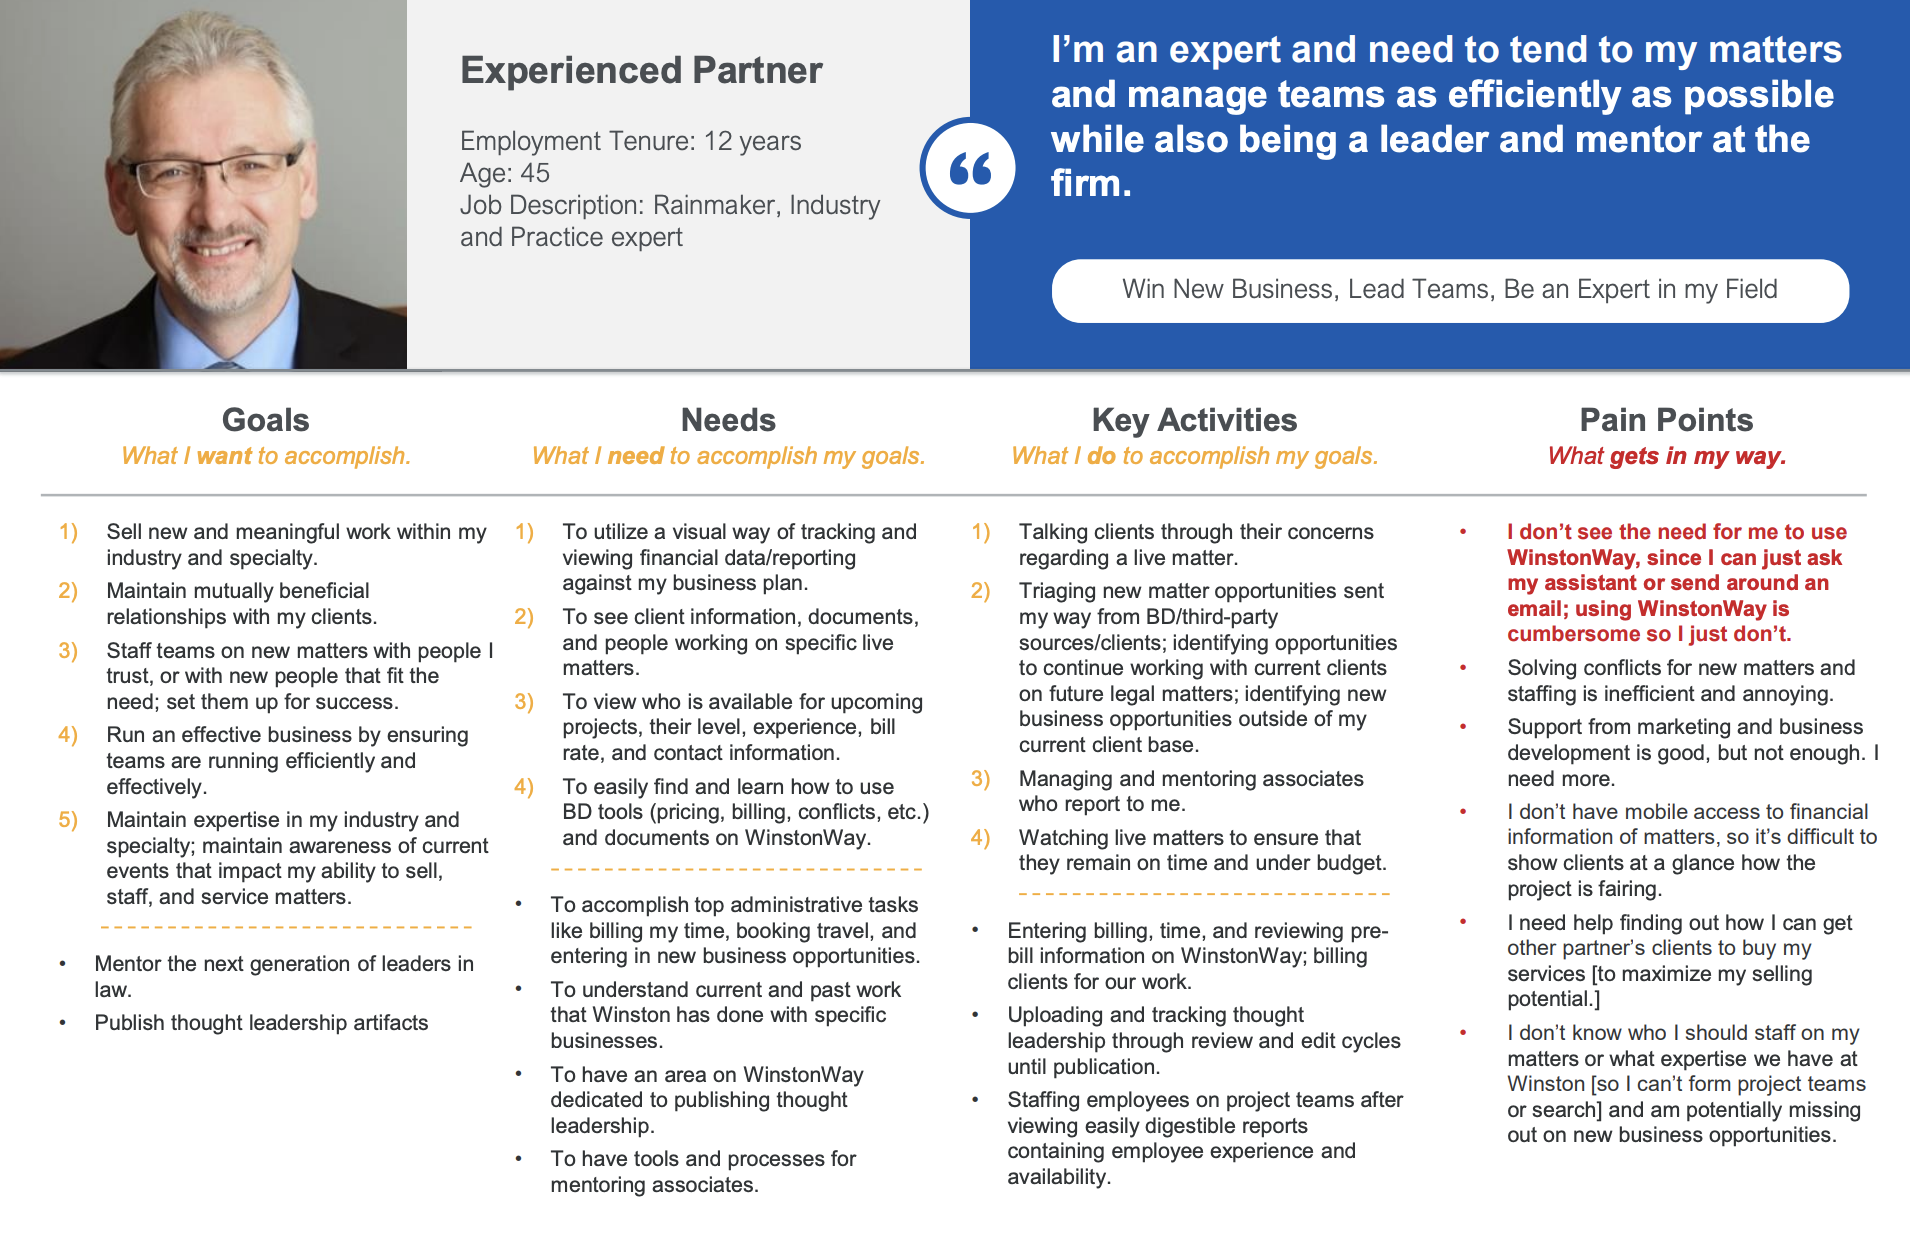 Experienced Partner
Employment Tenure: 12 years
Age: 45
Job Description: Rainmaker, Industry
and Practice expert
“
I’m an expert and need to tend to my matters
and manage teams as efficiently as possible
while also being a leader and mentor at the
firm.
Win New Business, Lead Teams, Be an Expert in my Field
Goals
What I want to accomplish.
1) Sell new and meaningful work within my
industry and specialty.
2) Maintain mutually beneficial
relationships with my clients.
3) Staff teams on new matters with people I
trust, or with new people that fit the
need; set them up for success.
4) Run an effective business by ensuring
teams are running efficiently and
effectively.
5) Maintain expertise in my industry and
specialty; maintain awareness of current
events that impact my ability to sell,
staff, and service matters.
• Mentor the next generation of leaders in
law.
• Publish thought leadership artifacts
Needs
What I need to accomplish my goals.
1) To utilize a visual way of tracking and
viewing financial data/reporting
against my business plan.
2) To see client information, documents,
and people working on specific live
matters.
3) To view who is available for upcoming
projects, their level, experience, bill
rate, and contact information.
4) To easily find and learn how to use
BD tools (pricing, billing, conflicts, etc.)
and documents on WinstonWay.
• To accomplish top administrative tasks
like billing my time, booking travel, and
entering in new business opportunities.
• To understand current and past work
that Winston has done with specific
businesses.
• To have an area on WinstonWay
dedicated to publishing thought
leadership.
• To have tools and processes for
mentoring associates.
Key Activities
What I do to accomplish my goals.
1) Talking clients through their concerns
regarding a live matter.
2) Triaging new matter opportunities sent
my way from BD/third-party
sources/clients; identifying opportunities
to continue working with current clients
on future legal matters; identifying new
business opportunities outside of my
current client base.
3) Managing and mentoring associates
who report to me.
4) Watching live matters to ensure that
they remain on time and under budget.
• Entering billing, time, and reviewing pre-
bill information on WinstonWay; billing
clients for our work.
• Uploading and tracking thought
leadership through review and edit cycles
until publication.
• Staffing employees on project teams after
viewing easily digestible reports
containing employee experience and
availability.
Pain Points
What gets in my way.
• I don’t see the need for me to use
WinstonWay, since I can just ask
my assistant or send around an
email; using WinstonWay is
cumbersome so I just don’t.
• Solving conflicts for new matters and
staffing is inefficient and annoying.
• Support from marketing and business
development is good, but not enough. I
need more.
• I don’t have mobile access to financial
information of matters, so it’s difficult to
show clients at a glance how the
project is fairing.
• I need help finding out how I can get
other partner’s clients to buy my
services [to maximize my selling
potential.]
• I don’t know who I should staff on my
matters or what expertise we have at
Winston [so I can’t form project teams
or search] and am potentially missing
out on new business opportunities.